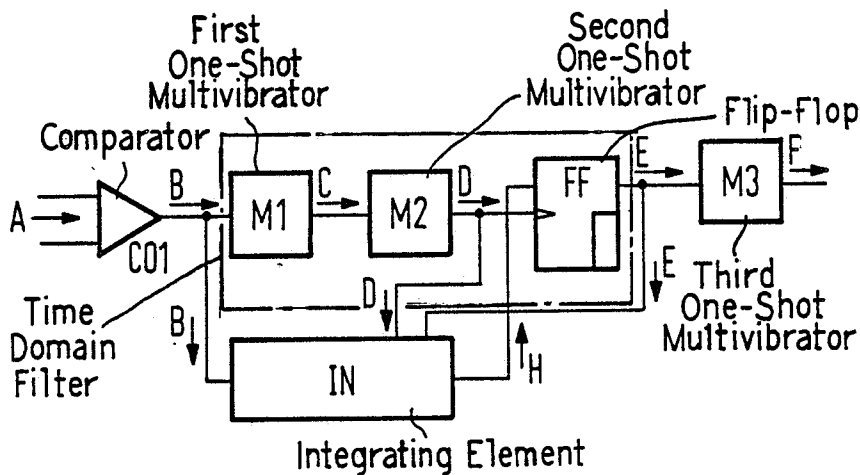 First
One-Shot
Multivibrator
Second
One-Shot
Multivibrator
Flip-Flop
Comparator
A
B
C01
M1
C
M2
D
FF
E
M3
F
B
D
E
H
Time
Domain
Filter
IN
Third
One-Shot
Multivibrator
Integrating Element